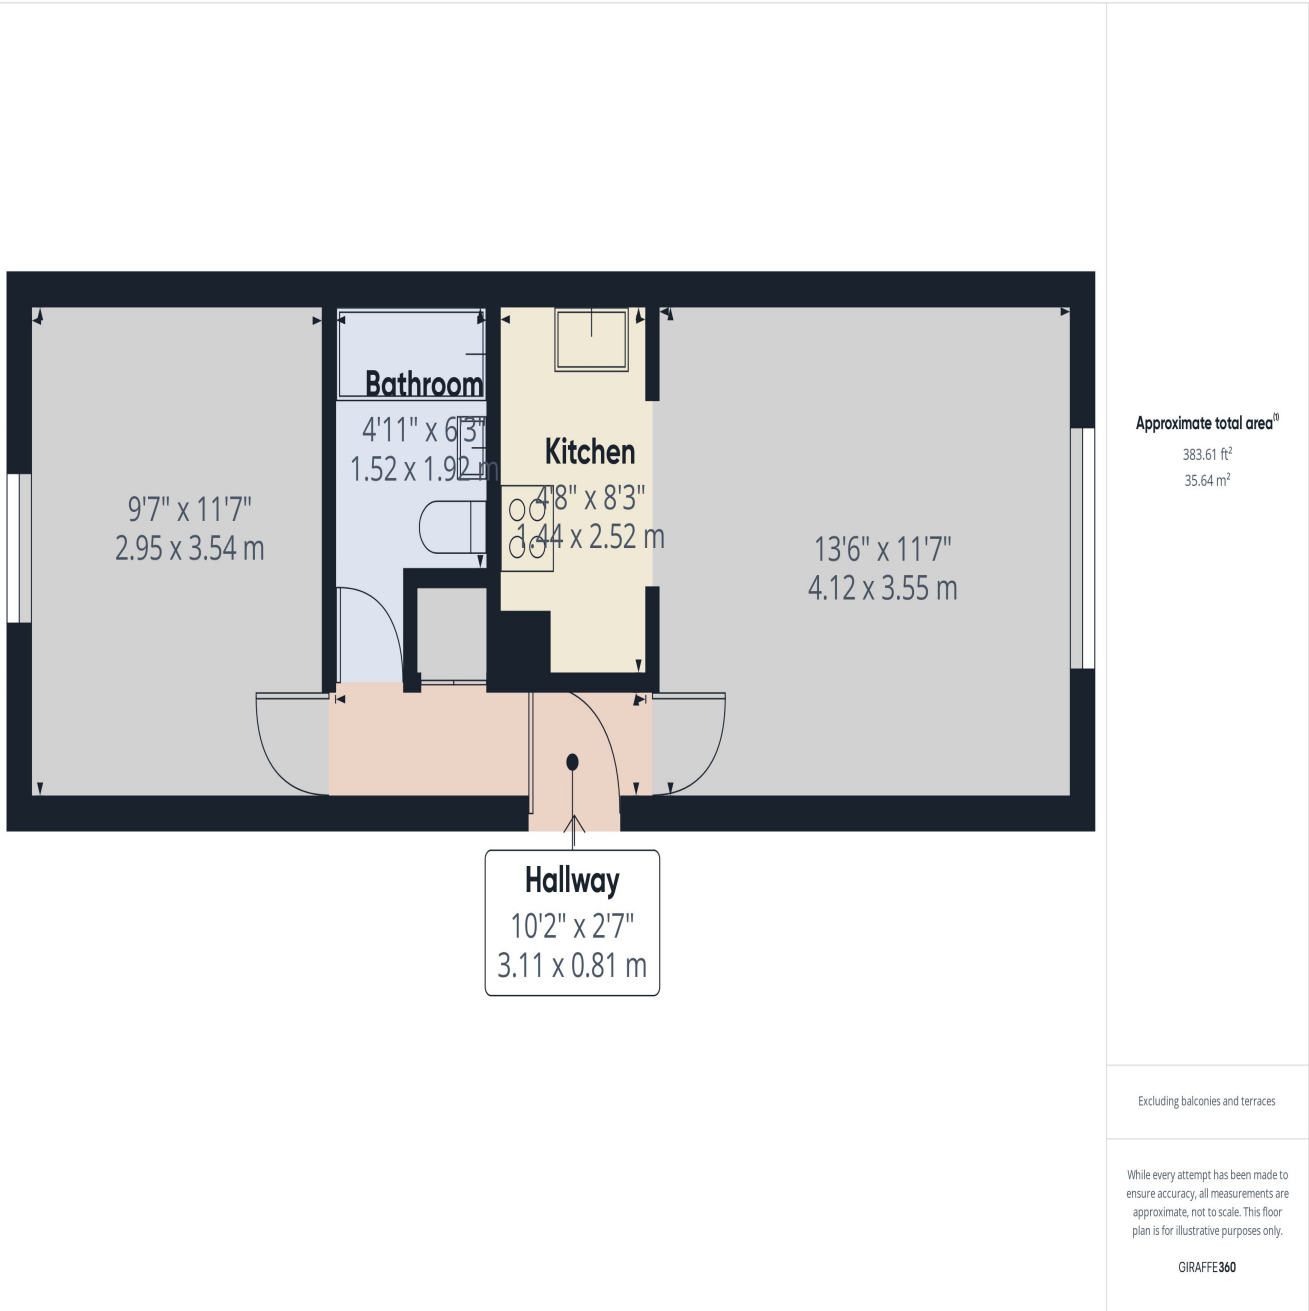 Bathroom
4'11" x 6'3"
1.52 x 1.92 m
Kitchen
4'8" x 8'3"
1.44 x 2.52 m
9'7" x 11'7"
2.95 x 3.54 m
13'6" x 11'7"
4.12 x 3.55 m
Hallway
10'2" x 2'7"
3.11 x 0.81 m
Approximate total area(1)
383.61 ft²
35.64 m²
Excluding balconies and terraces
While every attempt has been made to
ensure accuracy, all measurements are
approximate, not to scale. This floor
plan is for illustrative purposes only.
GIRAFFE360